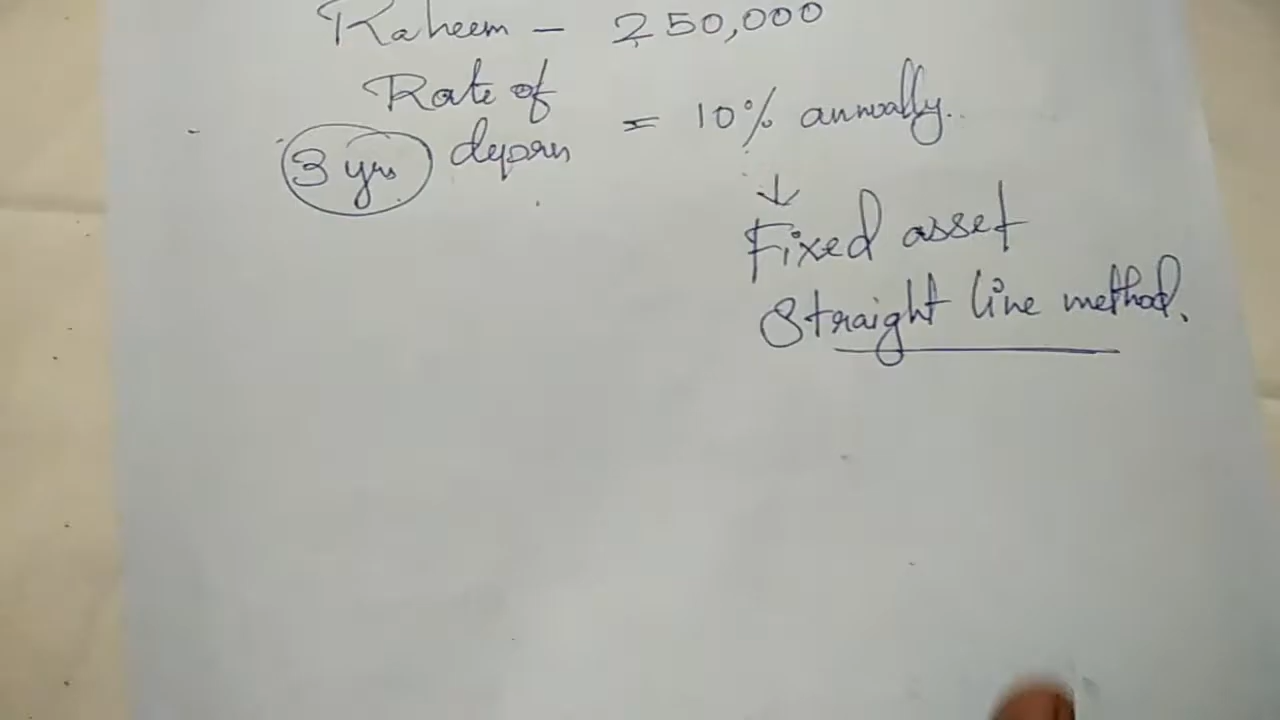 Raheem - 250,000
Rate of
3 yrs deprn = 10% annually.
↓
Fixed asset
Straight line method.